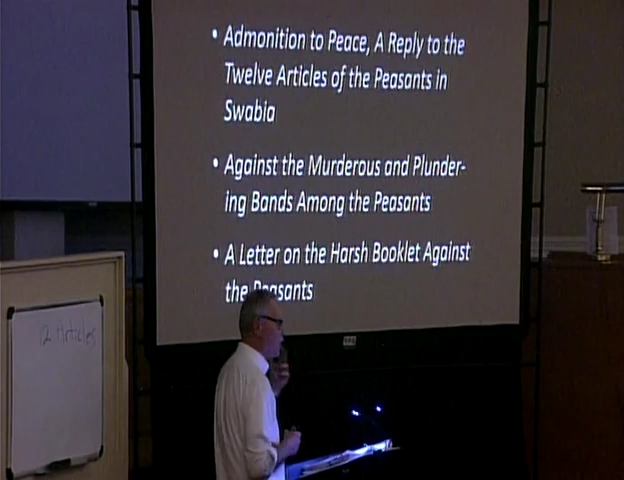 • Admonition to Peace, A Reply to the
Twelve Articles of the Peasants in
Swabia
• Against the Murderous and Plunder-
ing Bands Among the Peasants
• A Letter on the Harsh Booklet Against
the Peasants
12 Articles